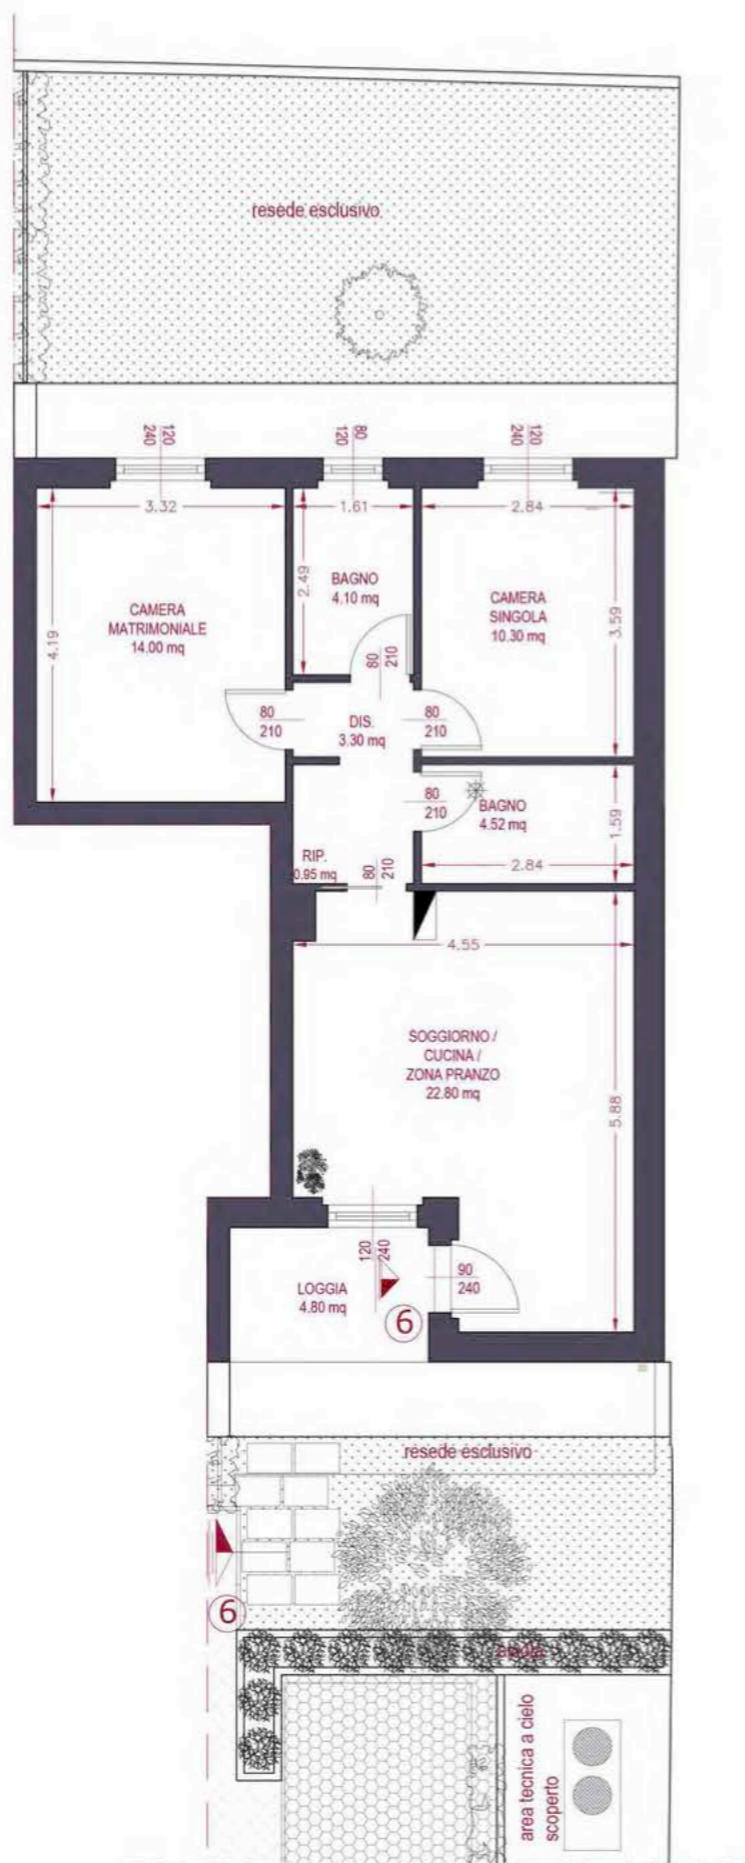 resede esclusivo
120
240
80
120
120
240
3.32
1.61
2.84
4.19
2.49
3.59
BAGNO
4.10 mq
CAMERA
MATRIMONIALE
14.00 mq
CAMERA
SINGOLA
10.30 mq
80
210
80
210
DIS.
3.30 mq
80
210
80
210
BAGNO
4.52 mq
1.59
2.84
RIP.
0.95 mq
80
210
4.55
SOGGIORNO /
CUCINA /
ZONA PRANZO
22.80 mq
5.88
120
240
90
240
LOGGIA
4.80 mq
6
resede esclusivo
6
area tecnica a cielo
scoperto